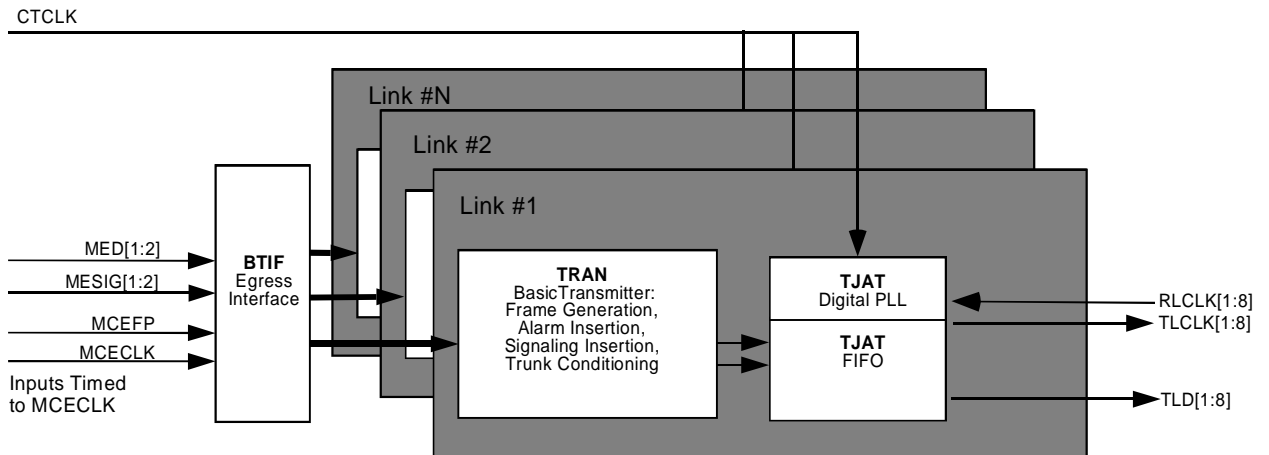 CTCLK
Link #N
Link #2
Link #1
MED[1:2]
MESIG[1:2]
MCEFP
MCECLK
Inputs Timed
to MCECLK
BTIF
Egress
Interface
TRAN
BasicTransmitter:
Frame Generation,
Alarm Insertion,
Signaling Insertion,
Trunk Conditioning
TJAT
Digital PLL
TJAT
FIFO
RLCLK[1:8]
TLCLK[1:8]
TLD[1:8]